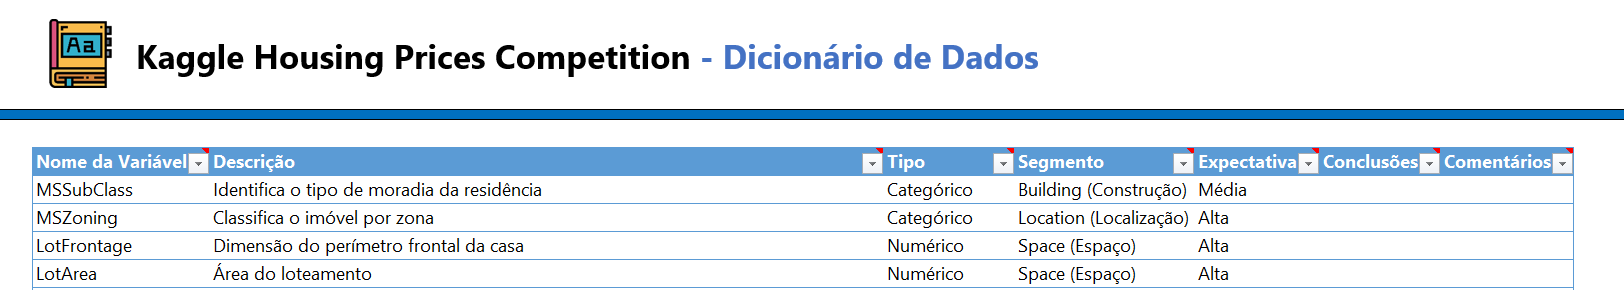 Aa
Kaggle Housing Prices Competition - Dicionário de Dados
Nome da Variável Descrição Tipo Segmento Expectativa Conclusões Comentários
MSSubClass Identifica o tipo de moradia da residência Categórico Building (Construção) Média
MSZoning Classifica o imóvel por zona Categórico Location (Localização) Alta
LotFrontage Dimensão do perímetro frontal da casa Numérico Space (Espaço) Alta
LotArea Área do loteamento Numérico Space (Espaço) Alta